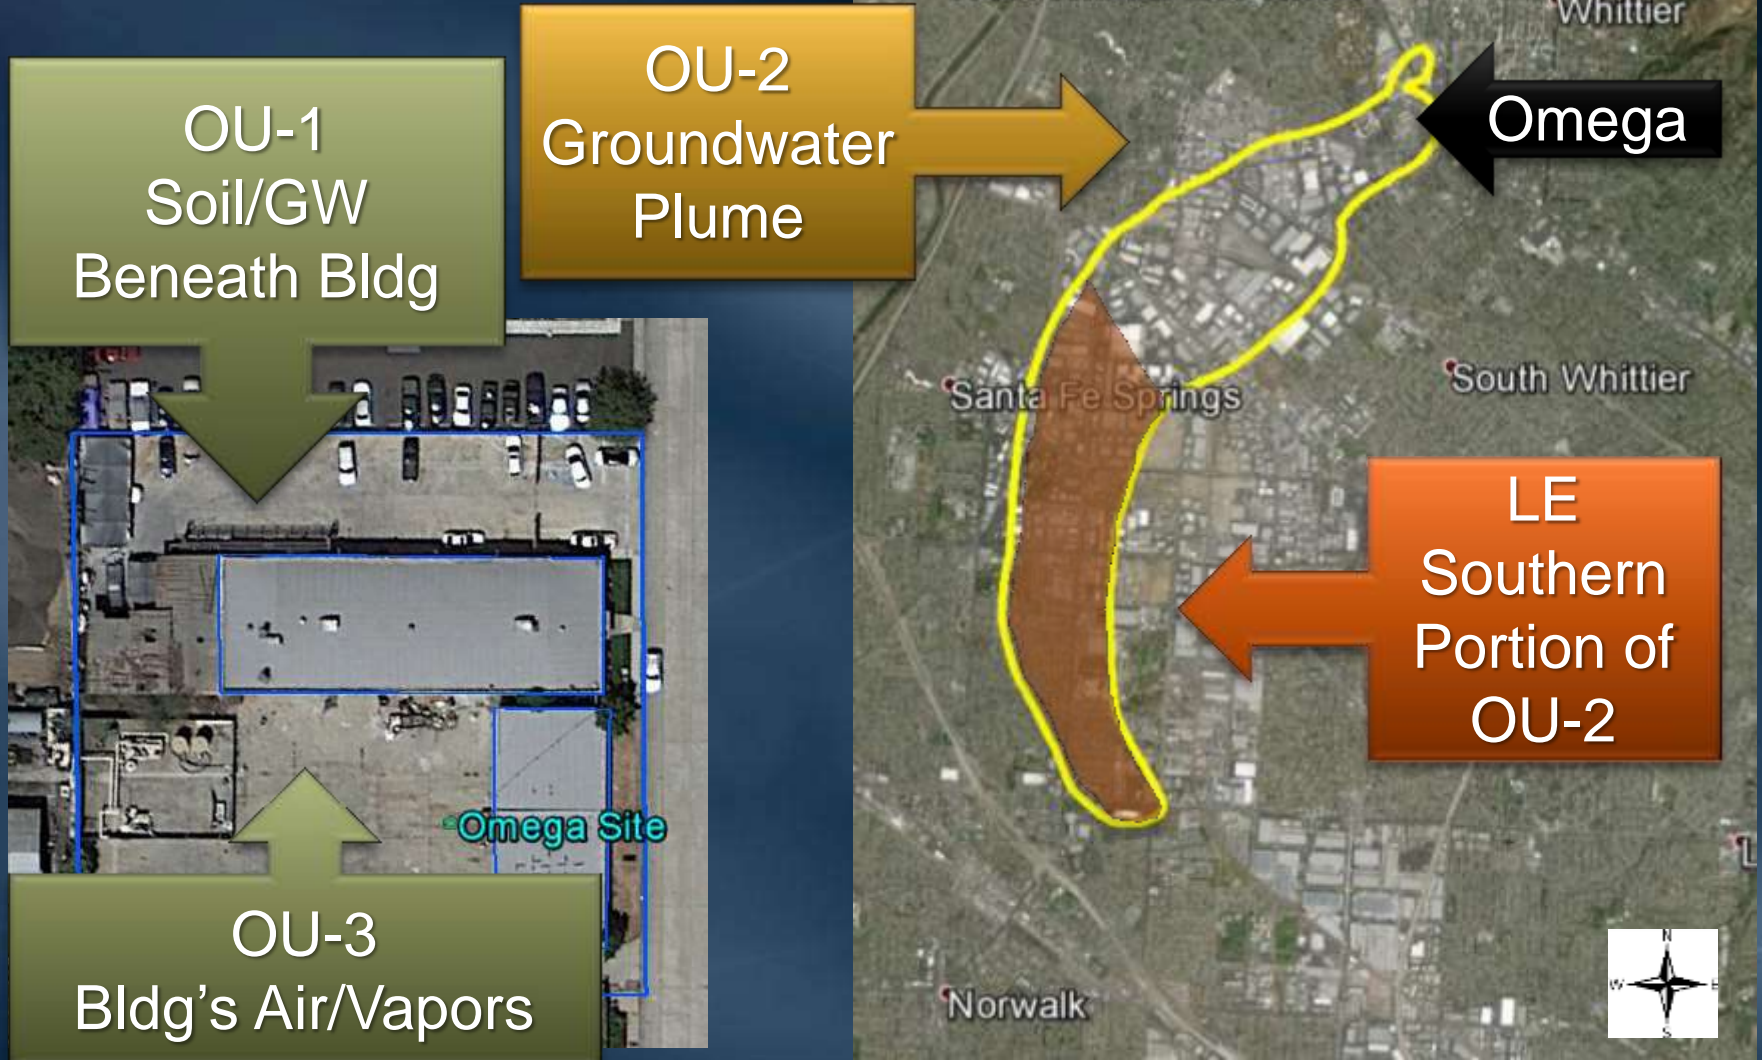 OU-1
Soil/GW
Beneath Bldg
OU-2
Groundwater
Plume
Whittier
Omega
Santa Fe Springs
South Whittier
LE
Southern
Portion of
OU-2
Omega Site
OU-3
Bldg's Air/Vapors
Norwalk
L
N
W E
S